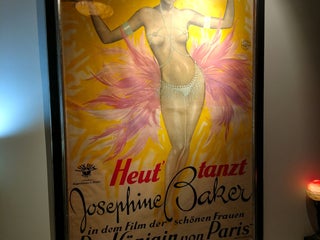 Heut' tanzt
Josephine Baker
in dem Film der schönen Frauen
Die Königin von Paris